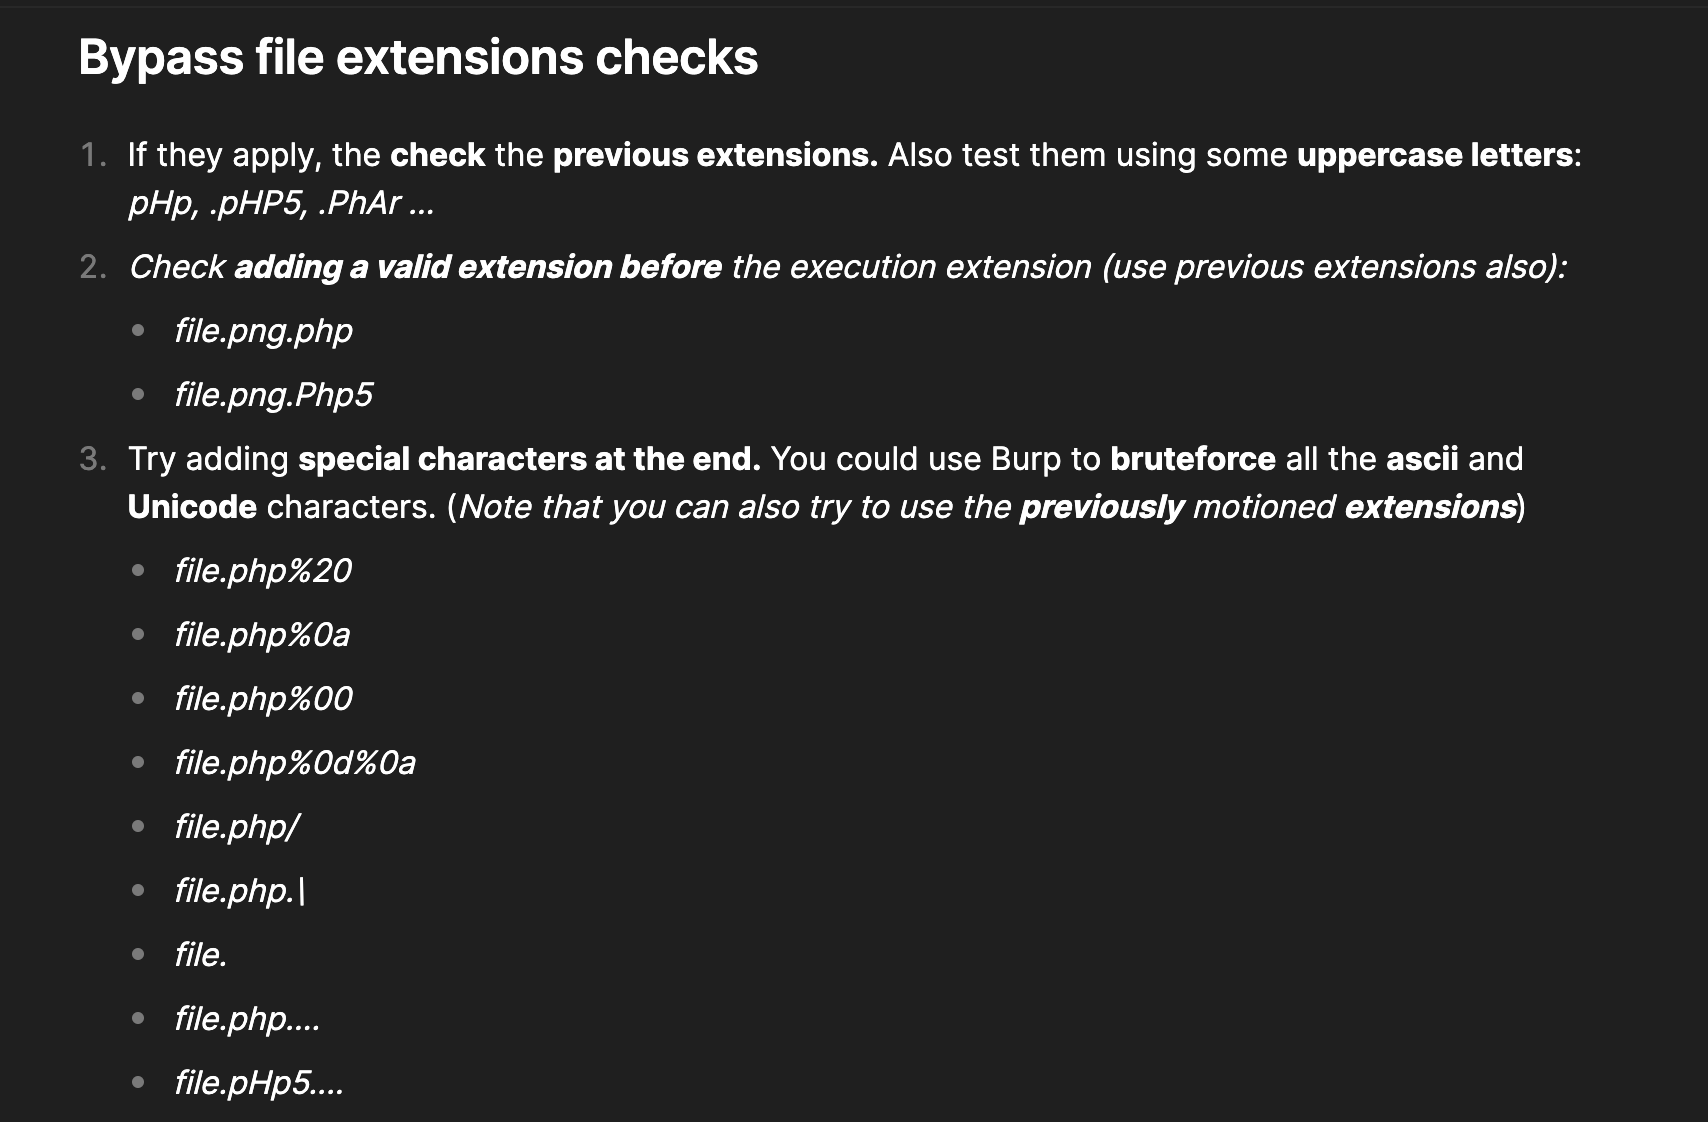 Bypass file extensions checks
1. If they apply, the check the previous extensions. Also test them using some uppercase letters:
pHp, .pHP5, .PhAr ...
2. Check adding a valid extension before the execution extension (use previous extensions also):
• file.png.php
• file.png.Php5
3. Try adding special characters at the end. You could use Burp to bruteforce all the ascii and
Unicode characters. (Note that you can also try to use the previously motioned extensions)
• file.php%20
• file.php%0a
• file.php%00
• file.php%0d%0a
• file.php/
• file.php.\
• file.
• file.php....
• file.pHp5....